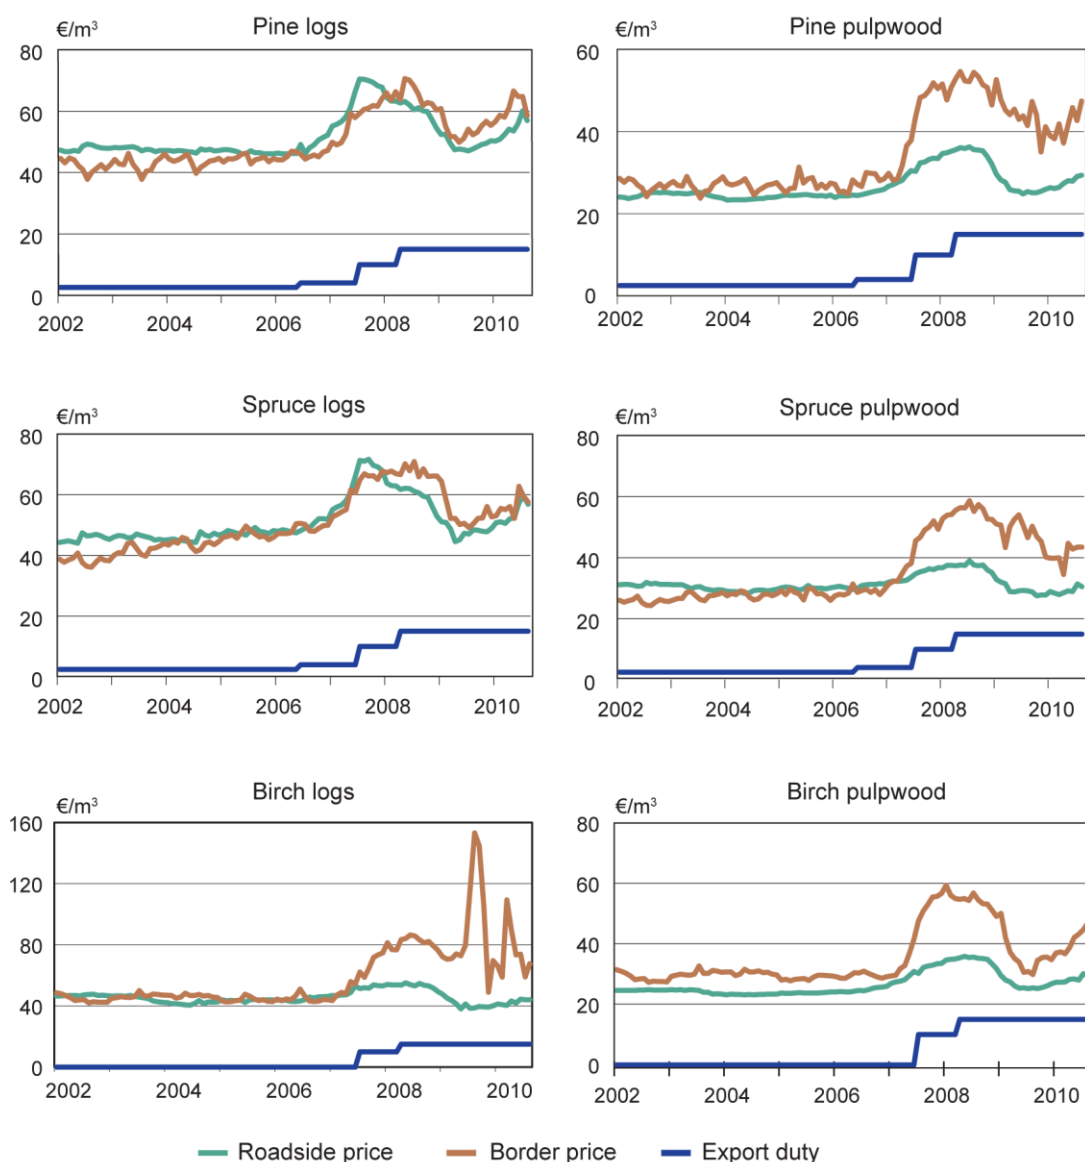 €/m³ Pine logs
80
60
40
20
0
2002 2004 2006 2008 2010
€/m³ Pine pulpwood
60
40
20
0
2002 2004 2006 2008 2010
€/m³ Spruce logs
80
60
40
20
0
2002 2004 2006 2008 2010
€/m³ Spruce pulpwood
80
60
40
20
0
2002 2004 2006 2008 2010
€/m³ Birch logs
160
120
80
40
0
2002 2004 2006 2008 2010
€/m³ Birch pulpwood
80
60
40
20
0
2002 2004 2006 2008 2010
Roadside price Border price Export duty